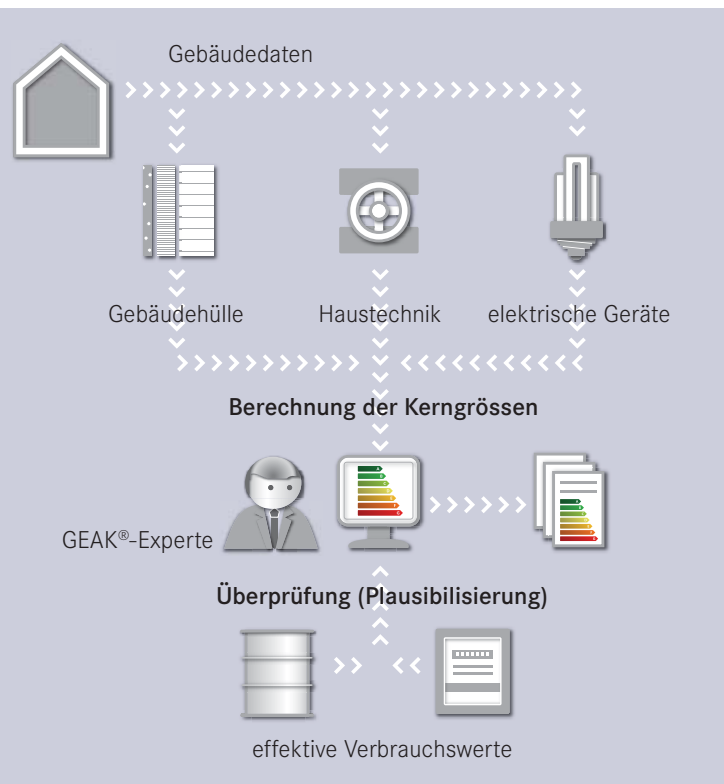 Gebäudedaten
Gebäudehülle
Haustechnik
elektrische Geräte
Berechnung der Kerngrössen
GEAK®-Experte
Überprüfung (Plausibilisierung)
effektive Verbrauchswerte